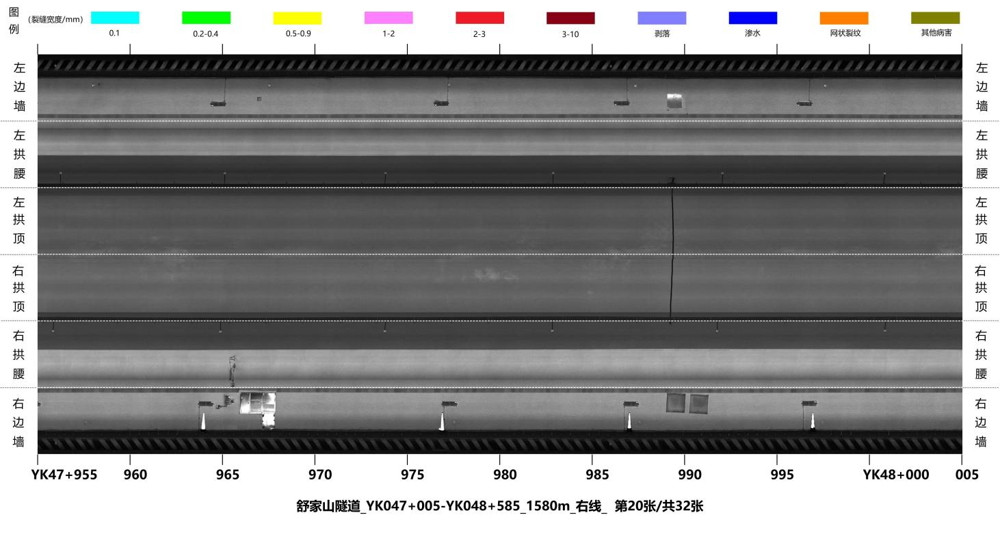 图例
(裂缝宽度/mm)
0.1
0.2-0.4
0.5-0.9
1-2
2-3
3-10
剥落
渗水
网状裂纹
其他病害
左边墙
左边墙
左拱腰
左拱腰
左拱顶
左拱顶
右拱顶
右拱顶
右拱腰
右拱腰
右边墙
右边墙
YK47+955 960 965 970 975 980 985 990 995 YK48+000 005
舒家山隧道_YK047+005-YK048+585_1580m_右线_ 第20张/共32张